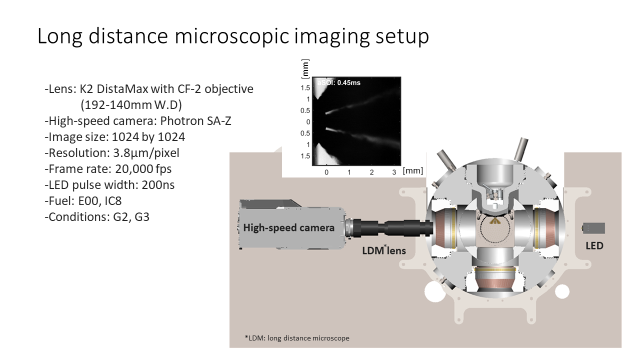 Long distance microscopic imaging setup
-Lens: K2 DistaMax with CF-2 objective
(192-140mm W.D)
-High-speed camera: Photron SA-Z
-Image size: 1024 by 1024
-Resolution: 3.8µm/pixel
-Frame rate: 20,000 fps
-LED pulse width: 200ns
-Fuel: E00, IC8
-Conditions: G2, G3
[mm]
0.45ms
1.5
1
0.5
0
0.5
1
1.5
0 1 2 3 [mm]
High-speed camera
LDM*lens
LED
*LDM: long distance microscope